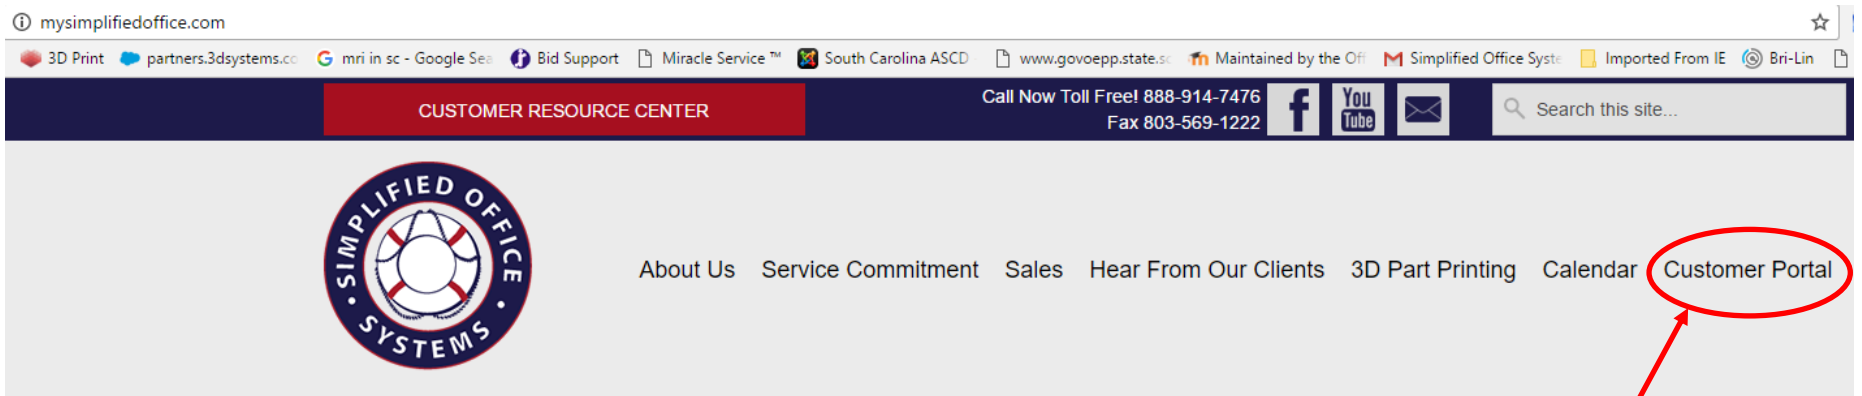 mysimplifiedoffice.com
3D Print partners.3dsystems.co mri in sc - Google Sea Bid Support Miracle Service ™ South Carolina ASCD www.govoepp.state.sc Maintained by the Off Simplified Office Syste Imported From IE Bri-Lin
CUSTOMER RESOURCE CENTER
Call Now Toll Free! 888-914-7476
Fax 803-569-1222
You
Tube
Search this site...
SIMPLIFIED OFFICE
SYSTEMS
About Us Service Commitment Sales Hear From Our Clients 3D Part Printing Calendar Customer Portal